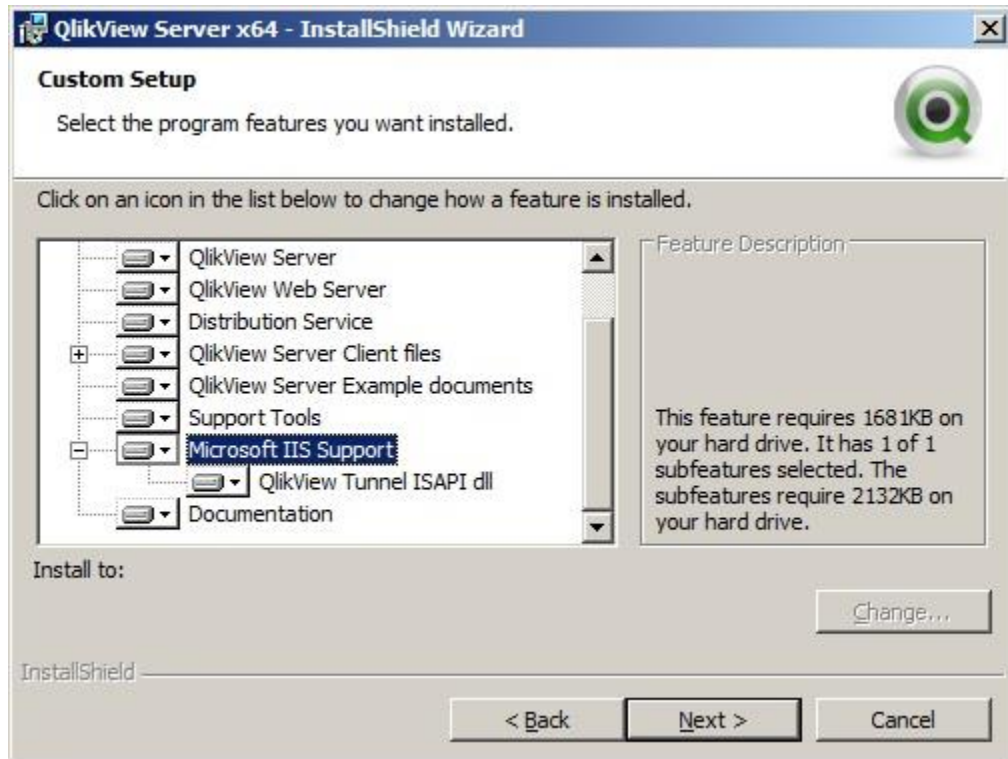 QlikView Server x64 - InstallShield Wizard
Custom Setup
Select the program features you want installed.
Click on an icon in the list below to change how a feature is installed.
QlikView Server
QlikView Web Server
Distribution Service
QlikView Server Client files
QlikView Server Example documents
Support Tools
Microsoft IIS Support
QlikView Tunnel ISAPI dll
Documentation
Feature Description
This feature requires 1681KB on
your hard drive. It has 1 of 1
subfeatures selected. The
subfeatures require 2132KB on
your hard drive.
Install to:
Change...
InstallShield
< Back
Next >
Cancel